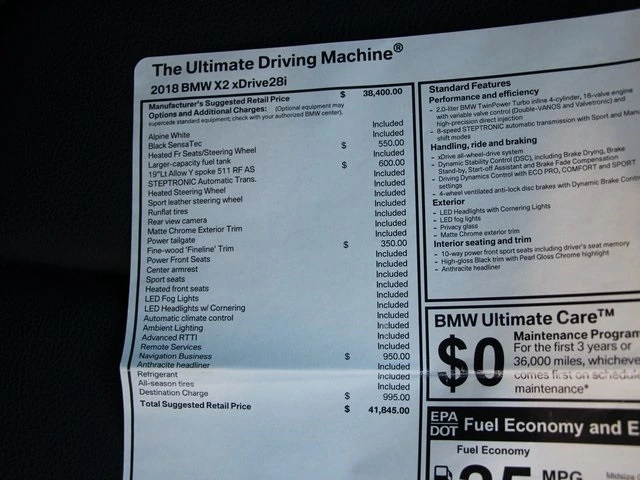 The Ultimate Driving Machine®
2018 BMW X2 xDrive28i
Manufacturer's Suggested Retail Price $ 38,400.00
Options and Additional Charges: (Optional equipment may
supercede standard equipment; check with your authorized BMW center).
Alpine White Included
Black SensaTec Included
Heated Fr Seats/Steering Wheel $ 550.00
Larger-capacity fuel tank Included
19"Lt Alloy Y spoke 511 RF AS $ 600.00
STEPTRONIC Automatic Trans. Included
Heated Steering Wheel Included
Sport leather steering wheel Included
Runflat tires Included
Rear view camera Included
Matte Chrome Exterior Trim Included
Power tailgate Included
Fine-wood 'Fineline' Trim $ 350.00
Power Front Seats Included
Center armrest Included
Sport seats Included
Heated front seats Included
LED Fog Lights Included
LED Headlights w/ Cornering Included
Automatic climate control Included
Ambient Lighting Included
Advanced RTTI Included
Remote Services Included
Navigation Business $ 950.00
Anthracite headliner Included
Refrigerant Included
All-season tires Included
Destination Charge $ 995.00
Total Suggested Retail Price $ 41,845.00
Standard Features
Performance and efficiency
- 2.0-liter BMW TwinPower Turbo inline 4-cylinder, 16-valve engine
with variable valve control (Double-VANOS and Valvetronic) and
high-precision direct injection
- 8-speed STEPTRONIC automatic transmission with Sport and
shift modes
Handling, ride and braking
- xDrive all-wheel-drive system
- Dynamic Stability Control (DSC), including Brake Drying, Brake
Stand-by, Start-off Assistant and Brake Fade Compensation
- Driving Dynamics Control with ECO PRO, COMFORT and SPORT
settings
- 4-wheel ventilated anti-lock disc brakes with Dynamic Brake
Exterior
- LED Headlights with Cornering Lights
- LED fog lights
- Privacy glass
- Matte Chrome exterior trim
Interior seating and trim
- 10-way power front sport seats including driver's seat memory
- High-gloss Black trim with Pearl Gloss Chrome highlight
- Anthracite headliner
BMW Ultimate Care™
$0
Maintenance Program
For the first 3 years or
36,000 miles, whicheve
comes first on schedule
maintenance*
EPA
DOT
Fuel Economy and E
Fuel Economy
MPG